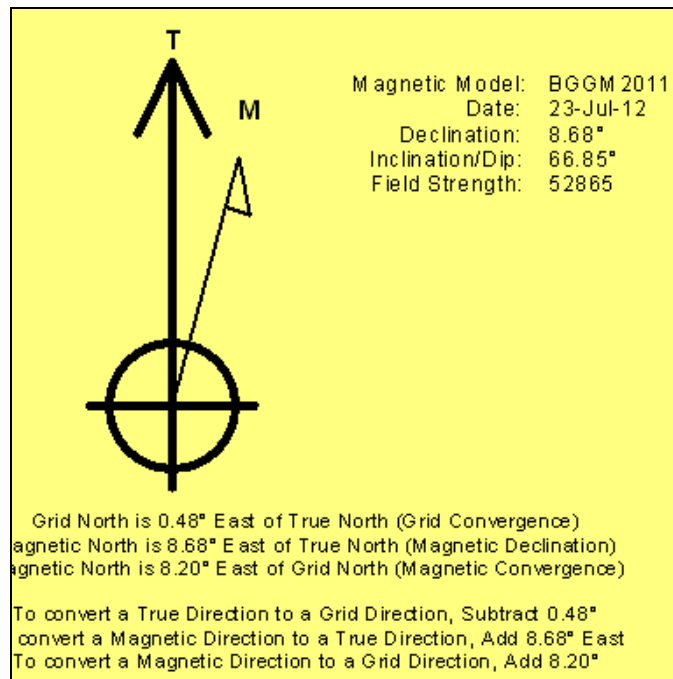 T
M
Magnetic Model: BGGM 2011
Date: 23-Jul-12
Declination: 8.68°
Inclination/Dip: 66.85°
Field Strength: 52865
Grid North is 0.48° East of True North (Grid Convergence)
agnetic North is 8.68° East of True North (Magnetic Declination)
agnetic North is 8.20° East of Grid North (Magnetic Convergence)
To convert a True Direction to a Grid Direction, Subtract 0.48°
convert a Magnetic Direction to a True Direction, Add 8.68° East
To convert a Magnetic Direction to a Grid Direction, Add 8.20°